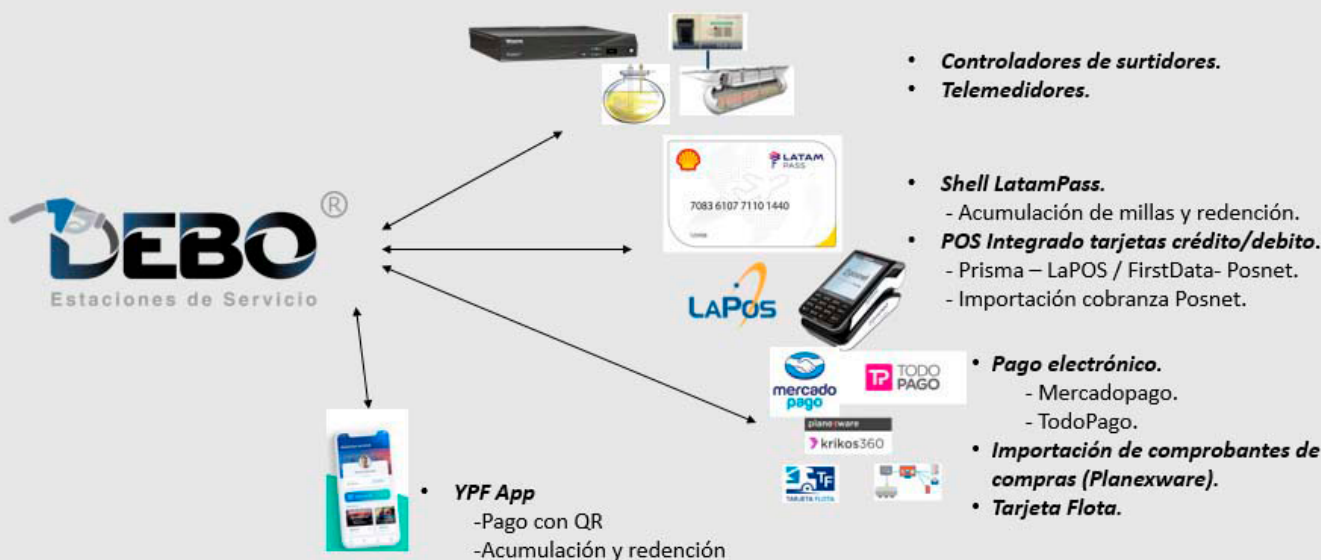 Controladores de surtidores.
Telemedidores.
LATAM
PASS
7083 6107 7110 1440
Shell LatamPass.
- Acumulación de millas y redención.
POS Integrado tarjetas crédito/debito.
- Prisma – LaPOS / FirstData- Posnet.
- Importación cobranza Posnet.
DEBO®
Estaciones de Servicio
LAPOS
mercado
pago
TP TODO
PAGO
Pago electrónico.
- Mercadopago.
- TodoPago.
planexware
krikos360
Importación de comprobantes de
compras (Planexware).
TF
TARJETA FLOTA
Tarjeta Flota.
YPF App
-Pago con QR
-Acumulación y redención